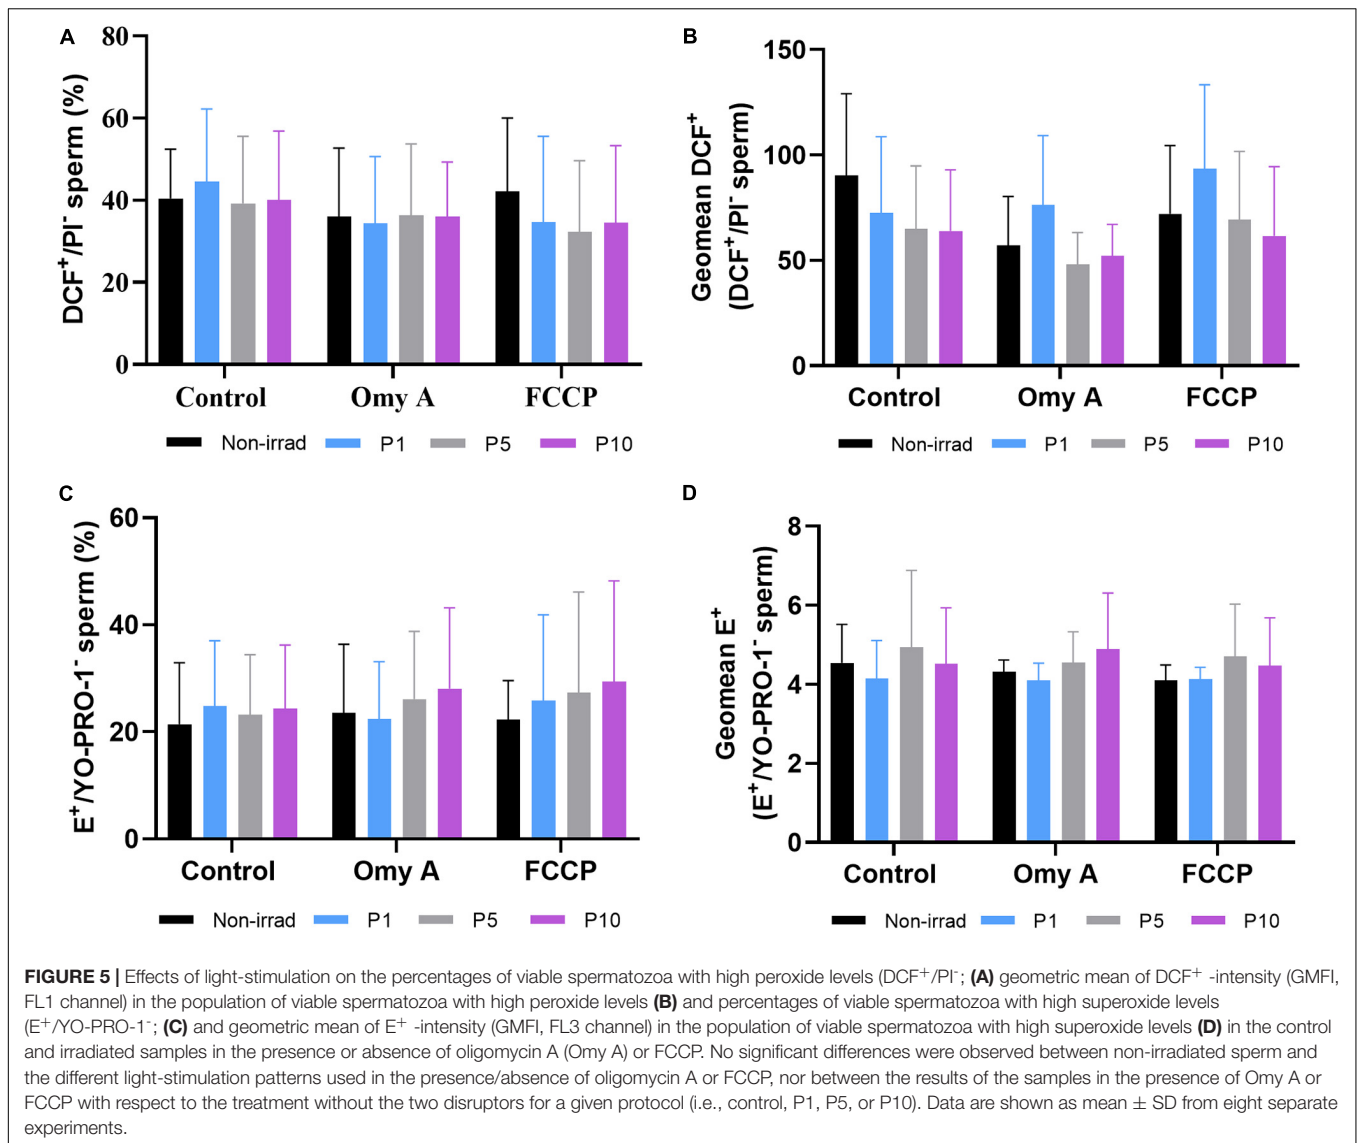 A
DCF+/PI- sperm (%)
80
60
40
20
0
Control Omy A FCCP
Non-irrad P1 P5 P10
B
Geomean DCF+
(DCF+/PI- sperm)
150
100
50
0
Control Omy A FCCP
Non-irrad P1 P5 P10
C
E+/YO-PRO-1- sperm (%)
60
40
20
0
Control Omy A FCCP
Non-irrad P1 P5 P10
D
Geomean E+
(E+/YO-PRO-1- sperm)
8
6
4
2
0
Control Omy A FCCP
Non-irrad P1 P5 P10
FIGURE 5 | Effects of light-stimulation on the percentages of viable spermatozoa with high peroxide levels (DCF+/PI-; (A) geometric mean of DCF+ -intensity (GMFI,
FL1 channel) in the population of viable spermatozoa with high peroxide levels (B) and percentages of viable spermatozoa with high superoxide levels
(E+/YO-PRO-1-; (C) and geometric mean of E+ -intensity (GMFI, FL3 channel) in the population of viable spermatozoa with high superoxide levels (D) in the control
and irradiated samples in the presence or absence of oligomycin A (Omy A) or FCCP. No significant differences were observed between non-irradiated sperm and
the different light-stimulation patterns used in the presence/absence of oligomycin A or FCCP, nor between the results of the samples in the presence of Omy A or
FCCP with respect to the treatment without the two disruptors for a given protocol (i.e., control, P1, P5, or P10). Data are shown as mean ± SD from eight separate
experiments.